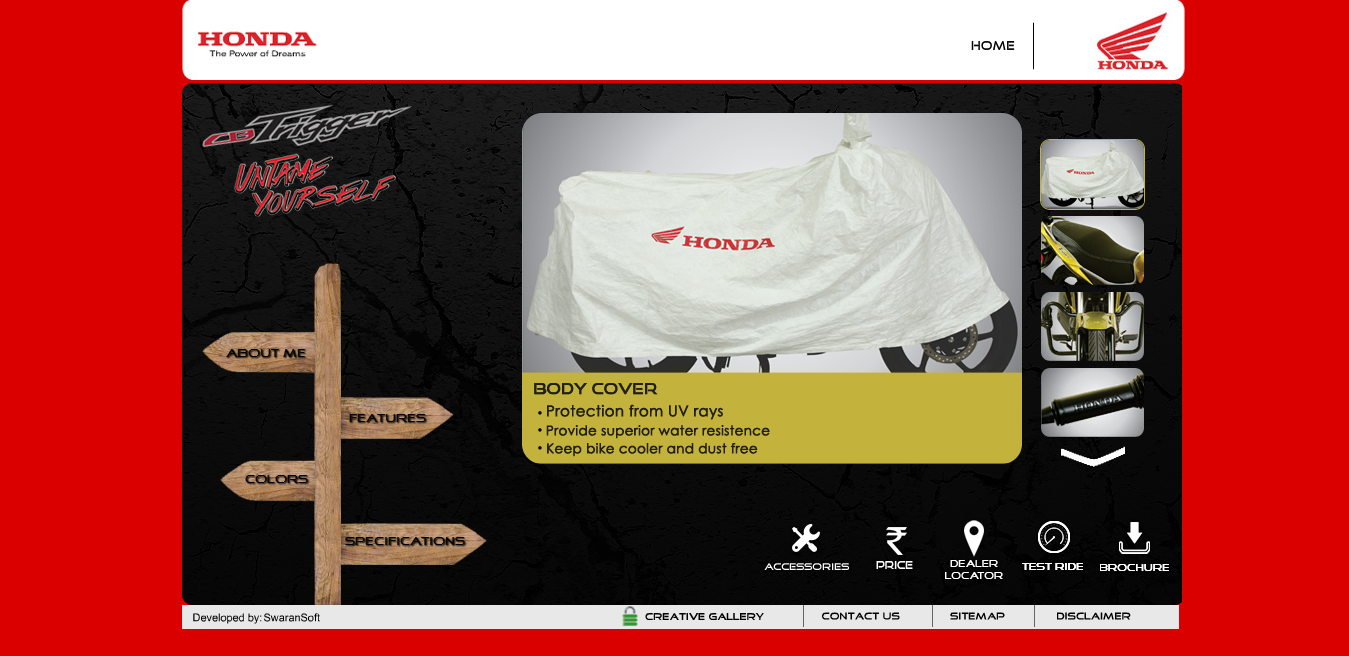 HONDA
The Power of Dreams
HOME
HONDA
CB Trigger
UNTAME
YOURSELF
HONDA
HONDA
HONDA
BODY COVER
• Protection from UV rays
• Provide superior water resistence
• Keep bike cooler and dust free
ABOUT ME
FEATURES
COLORS
SPECIFICATIONS
ACCESSORIES
₹
PRICE
DEALER
LOCATOR
TEST RIDE
BROCHURE
Developed by: SwaranSoft
CREATIVE GALLERY
CONTACT US
SITEMAP
DISCLAIMER